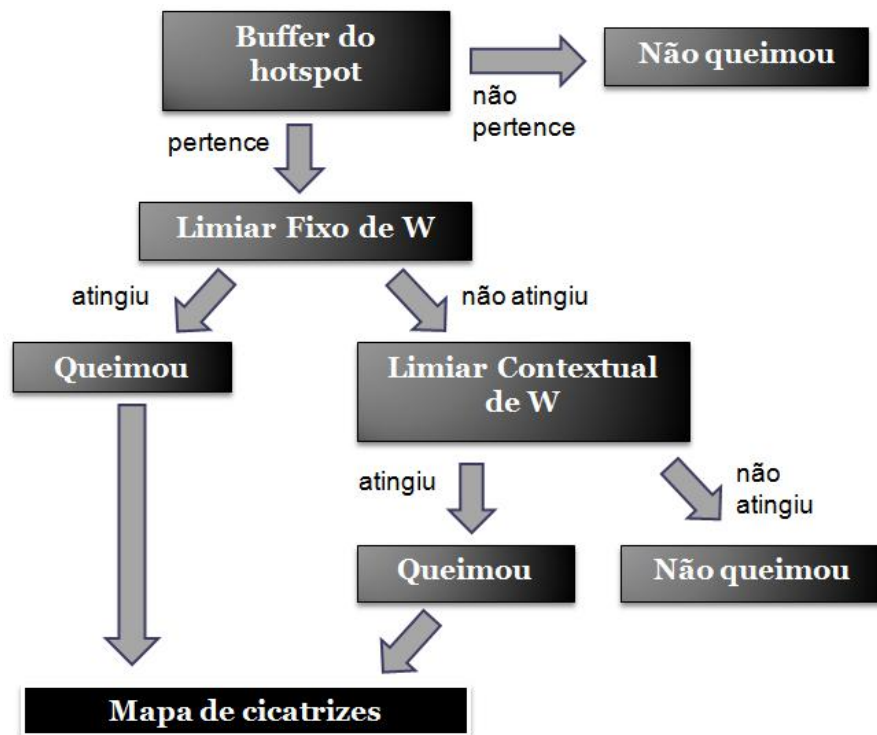 Buffer do
hotspot
Não queimou
não
pertence
pertence
Limiar Fixo de W
atingiu
não atingiu
Queimou
Limiar Contextual
de W
atingiu
não
atingiu
Queimou
Não queimou
Mapa de cicatrizes